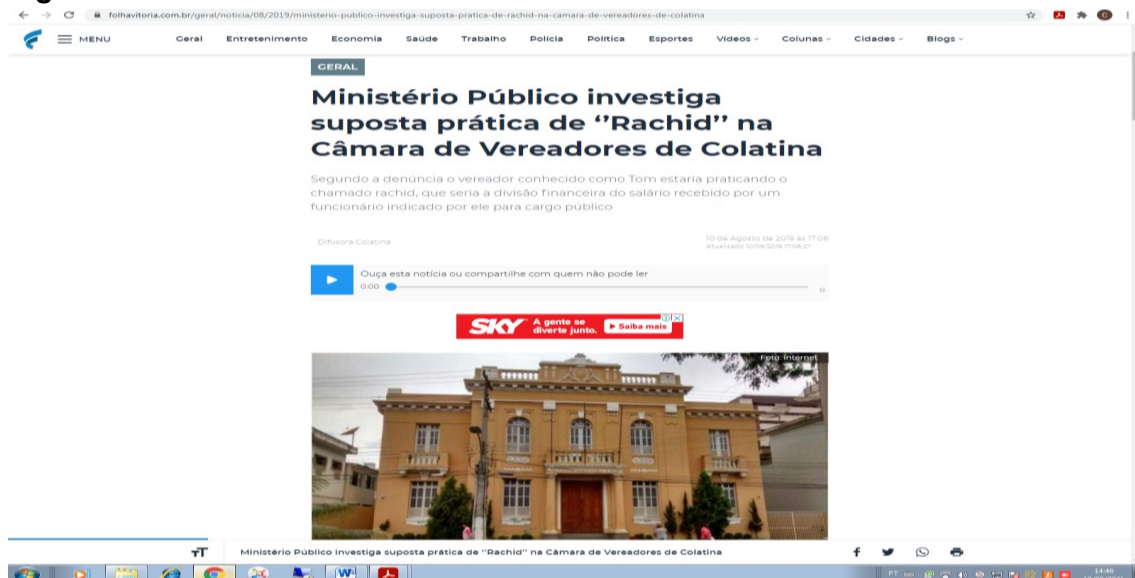 folhavitoria.com.br/geral/noticia/08/2019/ministerio-publico-investiga-suposta-pratica-de-rachid-na-camara-de-vereadores-de-colatina
MENU Geral Entretenimento Economia Saúde Trabalho Polícia Política Esportes Vídeos Colunas Cidades Blogs
GERAL
Ministério Público investiga
suposta prática de ‘’Rachid’’ na
Câmara de Vereadores de Colatina
Segundo a denúncia o vereador conhecido como Tom estaria praticando o
chamado rachid, que seria a divisão financeira do salário recebido por um
funcionário indicado por ele para cargo público
Difusora Colatina
10 de Agosto de 2019 às 17:06
Ouça esta notícia ou compartilhe com quem não pode ler
0:00
SKY A gente se
diverte junto.
Saiba mais
Foto: Internet
TT Ministério Público investiga suposta prática de ‘’Rachid’’ na Câmara de Vereadores de Colatina
PT 14:46